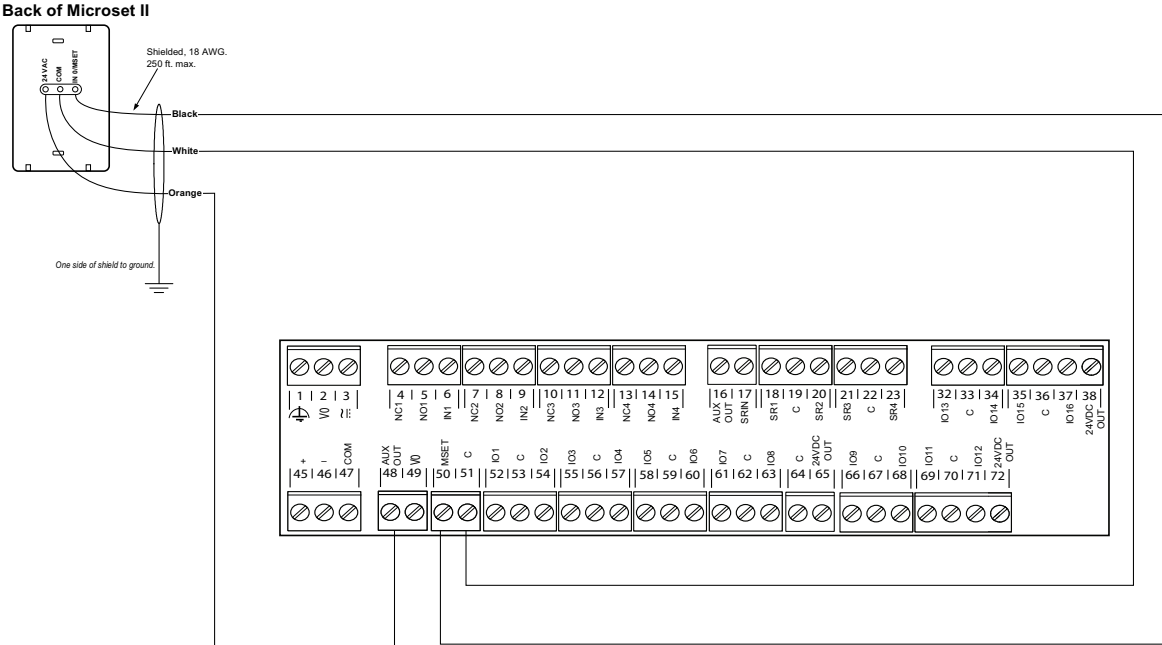 Back of Microset II
24 VAC
COM
IN 0/MSET
Shielded, 18 AWG.
250 ft. max.
Black
White
Orange
One side of shield to ground.
1 2 3
V0
4 5 6 7 8 9 10 11 12 13 14 15
NC1 NO1 IN1 NC2 NO2 IN2 NC3 NO3 IN3 NC4 NO4 IN4
16 17 18 19 20 21 22 23
AUX OUT SRIN SR1 C SR2 SR3 C SR4
32 33 34 35 36 37 38
IO13 C IO14 IO15 C IO16 24VDC OUT
+ – COM
45 46 47
AUX OUT V0 MSET C IO1 C IO2 IO3 C IO4 IO5 C IO6 IO7 C IO8 C 24VDC OUT IO9 C IO10 IO11 C IO12 24VDC OUT
48 49 50 51 52 53 54 55 56 57 58 59 60 61 62 63 64 65 66 67 68 69 70 71 72